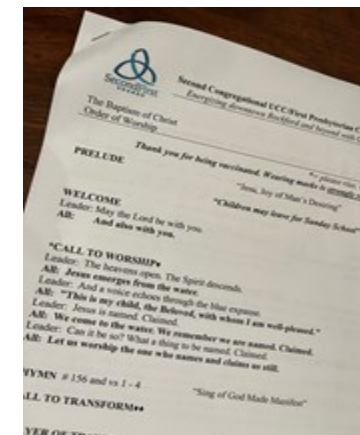 SecondFirst
CHURCH
Second Congregational UCC/First Presbyterian
Energizing downtown Rockford and beyond with
The Baptism of Christ
Order of Worship
Thank you for being vaccinated. Wearing masks is strongly
*= please rise
PRELUDE
"Jesu, Joy of Man's Desiring"
"Children may leave for Sunday School"
WELCOME
Leader: May the Lord be with you.
All: And also with you.
*CALL TO WORSHIP
Leader: The heavens open. The Spirit descends.
All: Jesus emerges from the water.
Leader: And a voice echoes through the blue expanse.
All: "This is my child, the Beloved, with whom I am well-pleased."
Leader: Jesus is named. Claimed.
All: We come to the water. We remember we are named. Claimed.
Leader: Can it be so? What a thing to be named. Claimed.
All: Let us worship the one who names and claims us still.
HYMN # 156 and vs 1 - 4
"Sing of God Made Manifest"
ALL TO TRANSFORM